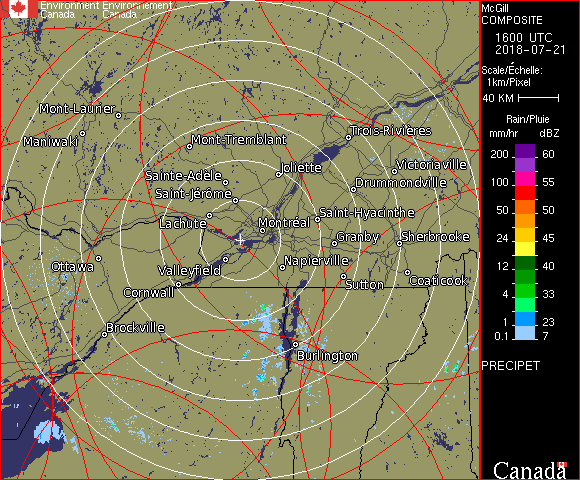 Environment Environnement
Canada Canada
McGill
COMPOSITE
1600 UTC
2018-07-21
Scale/Échelle:
1km/Pixel
40 KM
Rain/Pluie
mm/hr dBZ
200 60
100 55
50 50
24 45
12 40
4 33
1 23
0.1 7
PRECIPET
Mont-Laurier
Maniwaki
Mont-Tremblant
Trois-Rivières
Joliette
Victoriaville
Sainte-Adèle
Drummondville
Saint-Jérôme
Lachute
Saint-Hyacinthe
Montréal
Granby
Sherbrooke
Ottawa
Valleyfield
Napierville
Cornwall
Sutton
Coaticook
Brockville
Burlington
Canada